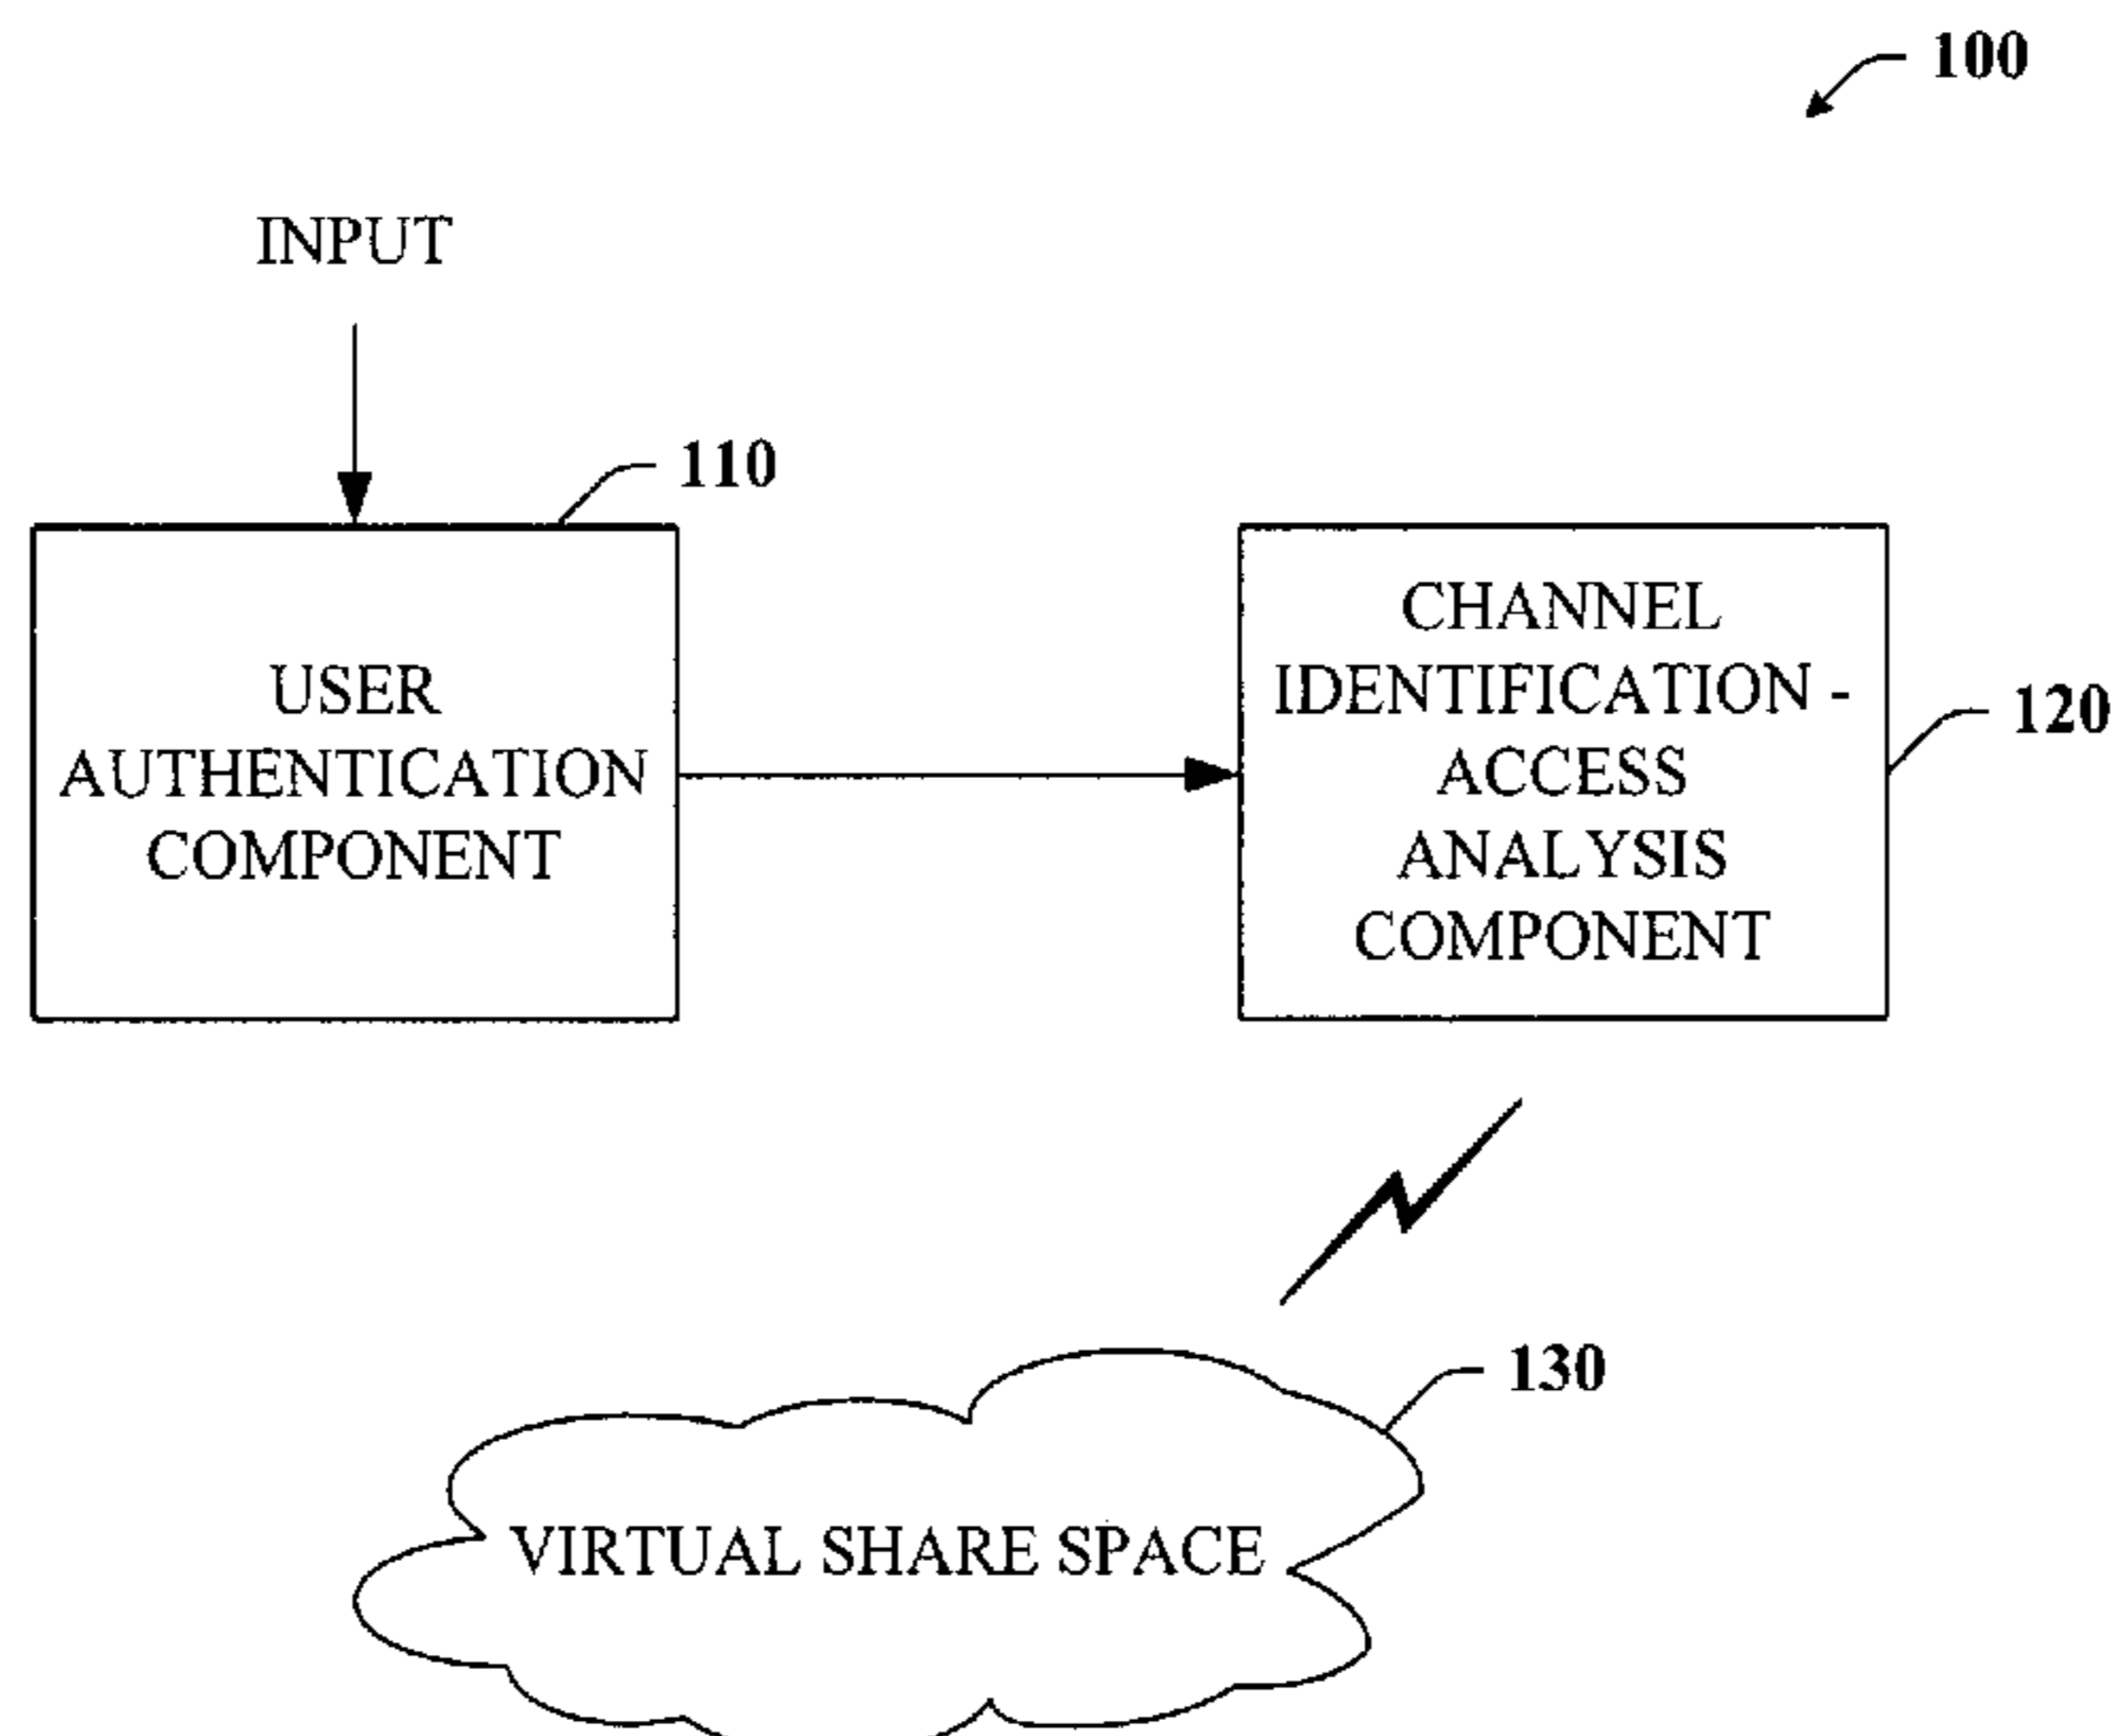 100
INPUT
110
USER
AUTHENTICATION
COMPONENT
CHANNEL
IDENTIFICATION -
ACCESS
ANALYSIS
COMPONENT
120
130
VIRTUAL SHARE SPACE